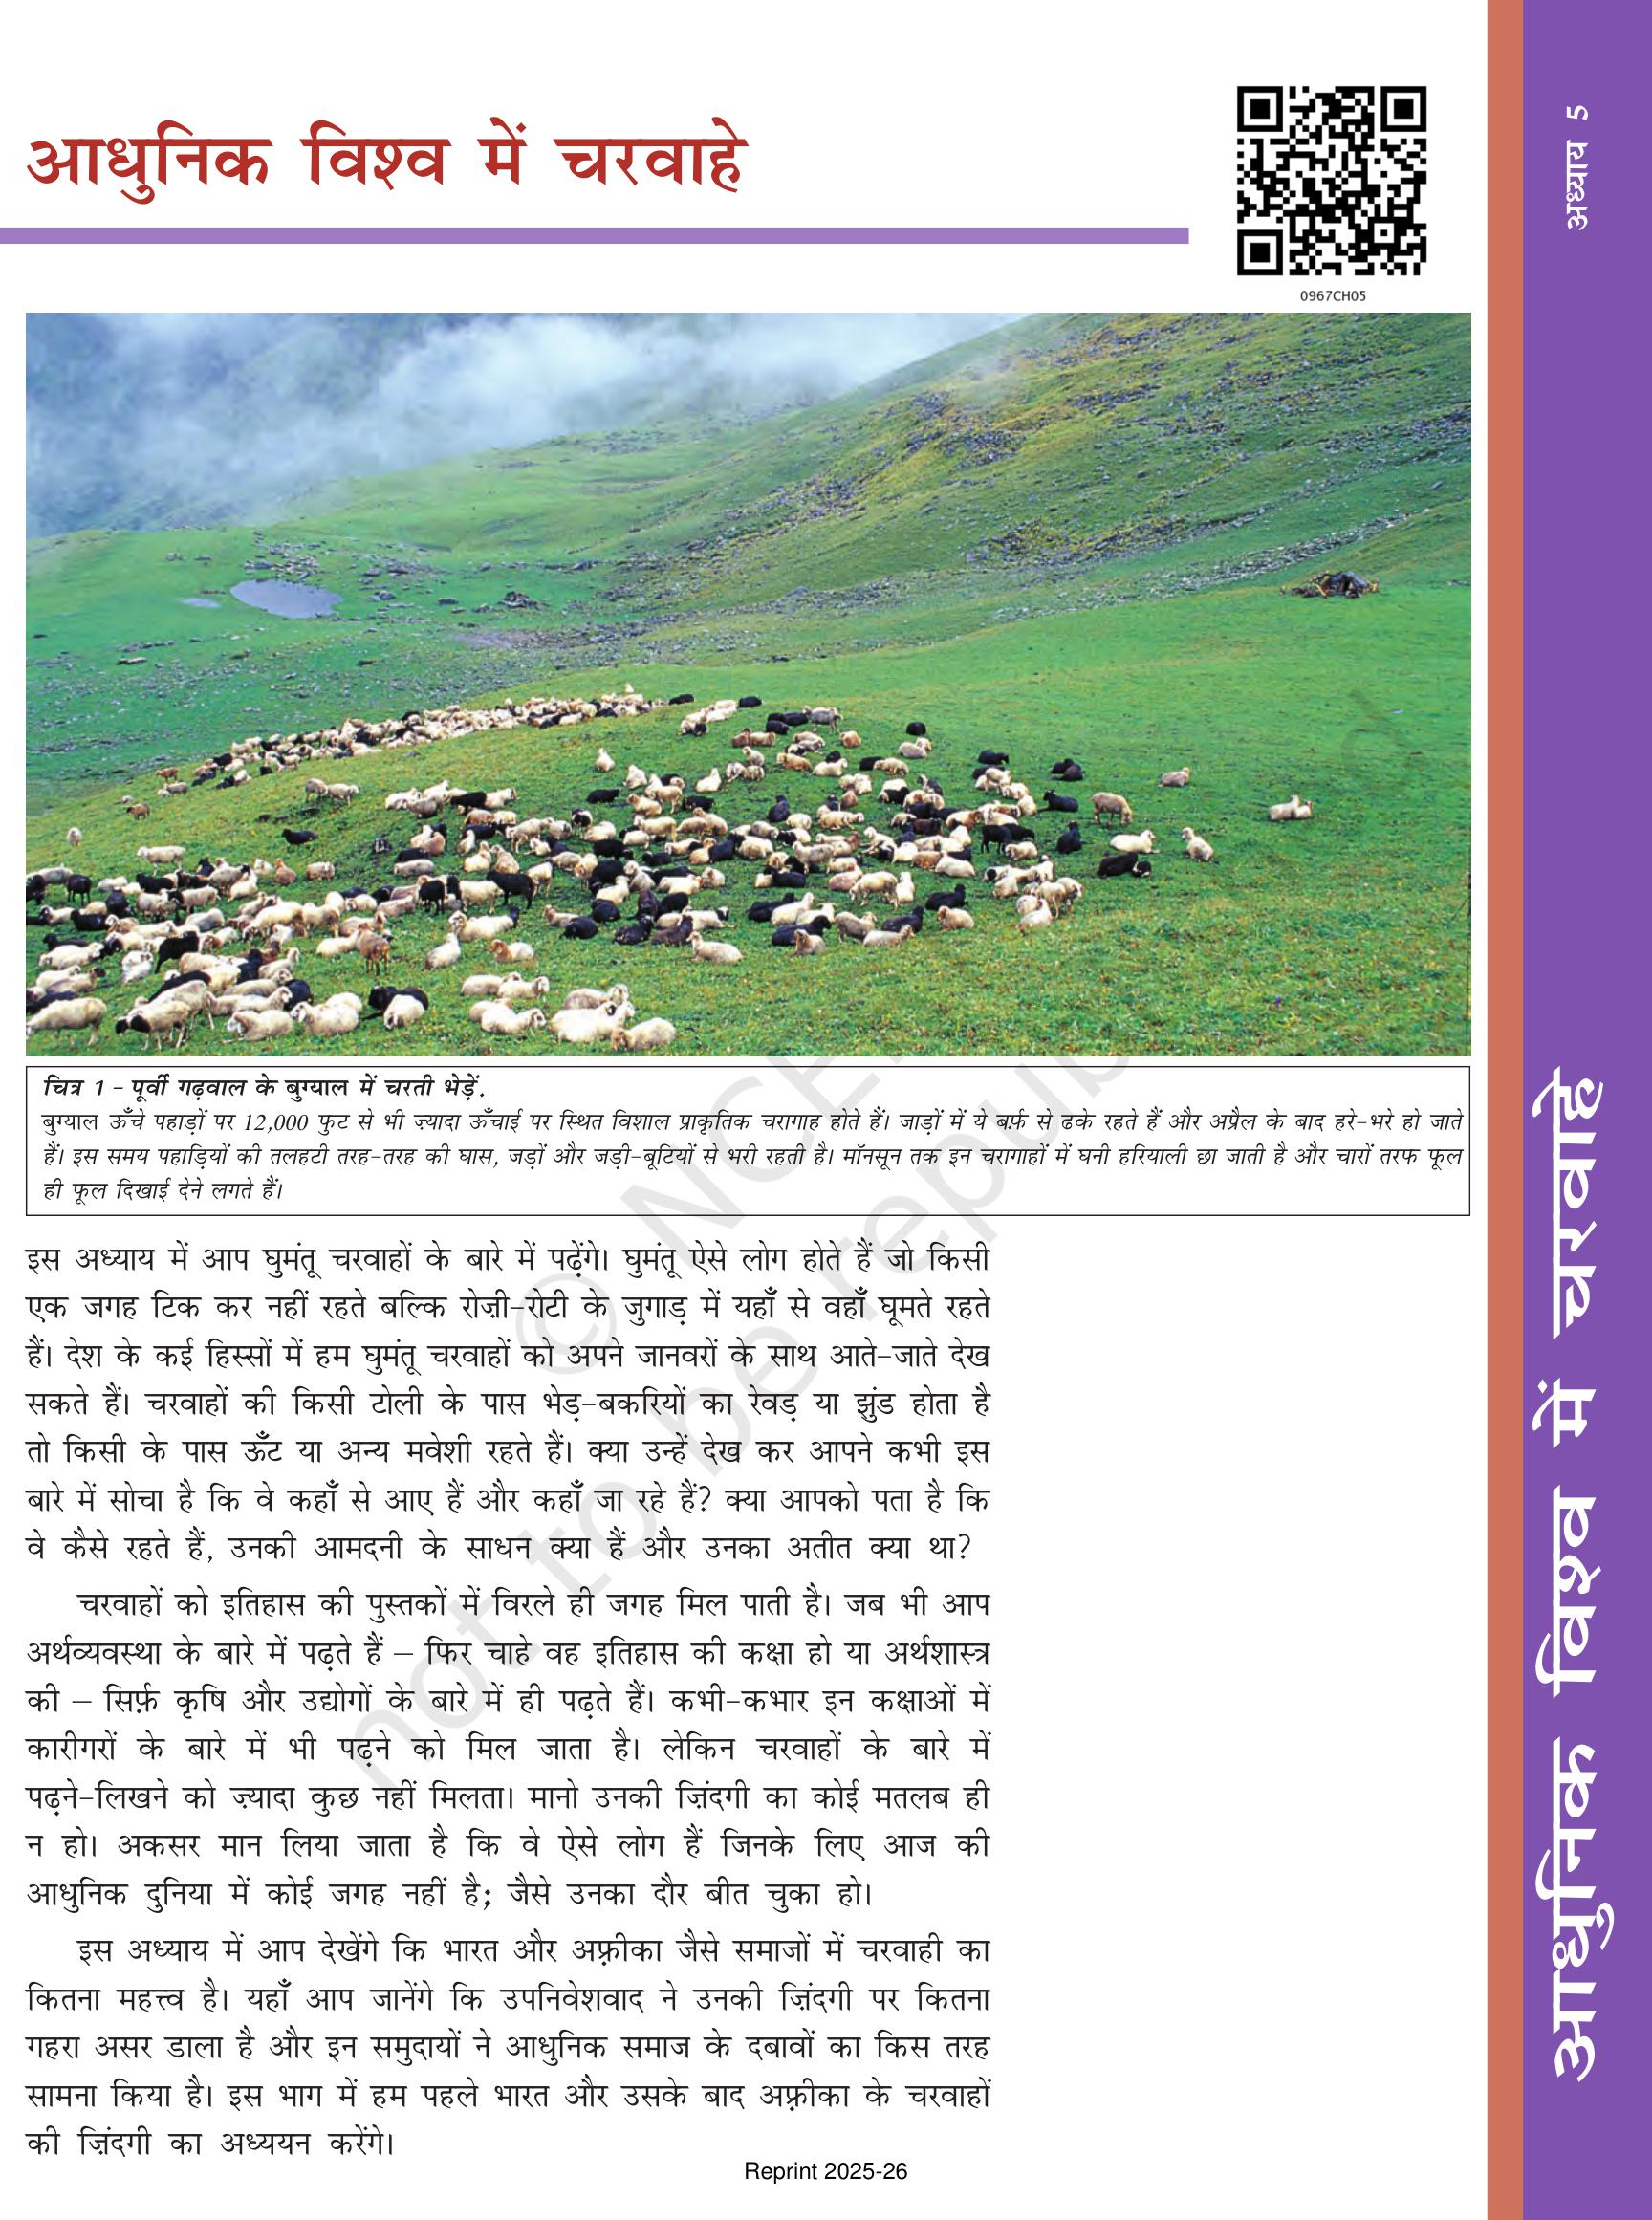 आधुनिक विश्व में चरवाहे
अध्याय 5
0967CH05
चित्र 1 - पूर्वी गढ़वाल के बुग्याल में चरती भेड़ें.
बुग्याल ऊँचे पहाड़ों पर 12,000 फुट से भी ज़्यादा ऊँचाई पर स्थित विशाल प्राकृतिक चरागाह होते हैं। जाड़ों में ये बर्फ़ से ढके रहते हैं और अप्रैल के बाद हरे-भरे हो जाते
हैं। इस समय पहाड़ियों की तलहटी तरह-तरह की घास, जड़ों और जड़ी-बूटियों से भरी रहती है। मॉनसून तक इन चरागाहों में घनी हरियाली छा जाती है और चारों तरफ फूल
ही फूल दिखाई देने लगते हैं।
इस अध्याय में आप घुमंतू चरवाहों के बारे में पढ़ेंगे। घुमंतू ऐसे लोग होते हैं जो किसी
एक जगह टिक कर नहीं रहते बल्कि रोज़ी-रोटी के जुगाड़ में यहाँ से वहाँ घूमते रहते
हैं। देश के कई हिस्सों में हम घुमंतू चरवाहों को अपने जानवरों के साथ आते-जाते देख
सकते हैं। चरवाहों की किसी टोली के पास भेड़-बकरियों का रेवड़ या झुंड होता है
तो किसी के पास ऊँट या अन्य मवेशी रहते हैं। क्या उन्हें देख कर आपने कभी इस
बारे में सोचा है कि वे कहाँ से आए हैं और कहाँ जा रहे हैं? क्या आपको पता है कि
वे कैसे रहते हैं, उनकी आमदनी के साधन क्या हैं और उनका अतीत क्या था?
चरवाहों को इतिहास की पुस्तकों में विरले ही जगह मिल पाती है। जब भी आप
अर्थव्यवस्था के बारे में पढ़ते हैं – फिर चाहे वह इतिहास की कक्षा हो या अर्थशास्त्र
की – सिर्फ़ कृषि और उद्योगों के बारे में ही पढ़ते हैं। कभी-कभार इन कक्षाओं में
कारीगरों के बारे में भी पढ़ने को मिल जाता है। लेकिन चरवाहों के बारे में
पढ़ने-लिखने को ज़्यादा कुछ नहीं मिलता। मानो उनकी ज़िंदगी का कोई मतलब ही
न हो। अकसर मान लिया जाता है कि वे ऐसे लोग हैं जिनके लिए आज की
आधुनिक दुनिया में कोई जगह नहीं है; जैसे उनका दौर बीत चुका हो।
इस अध्याय में आप देखेंगे कि भारत और अफ़्रीका जैसे समाजों में चरवाही का
कितना महत्त्व है। यहाँ आप जानेंगे कि उपनिवेशवाद ने उनकी ज़िंदगी पर कितना
गहरा असर डाला है और इन समुदायों ने आधुनिक समाज के दबावों का किस तरह
सामना किया है। इस भाग में हम पहले भारत और उसके बाद अफ़्रीका के चरवाहों
की ज़िंदगी का अध्ययन करेंगे।
आधुनिक विश्व में चरवाहे
Reprint 2025-26
not to be repub